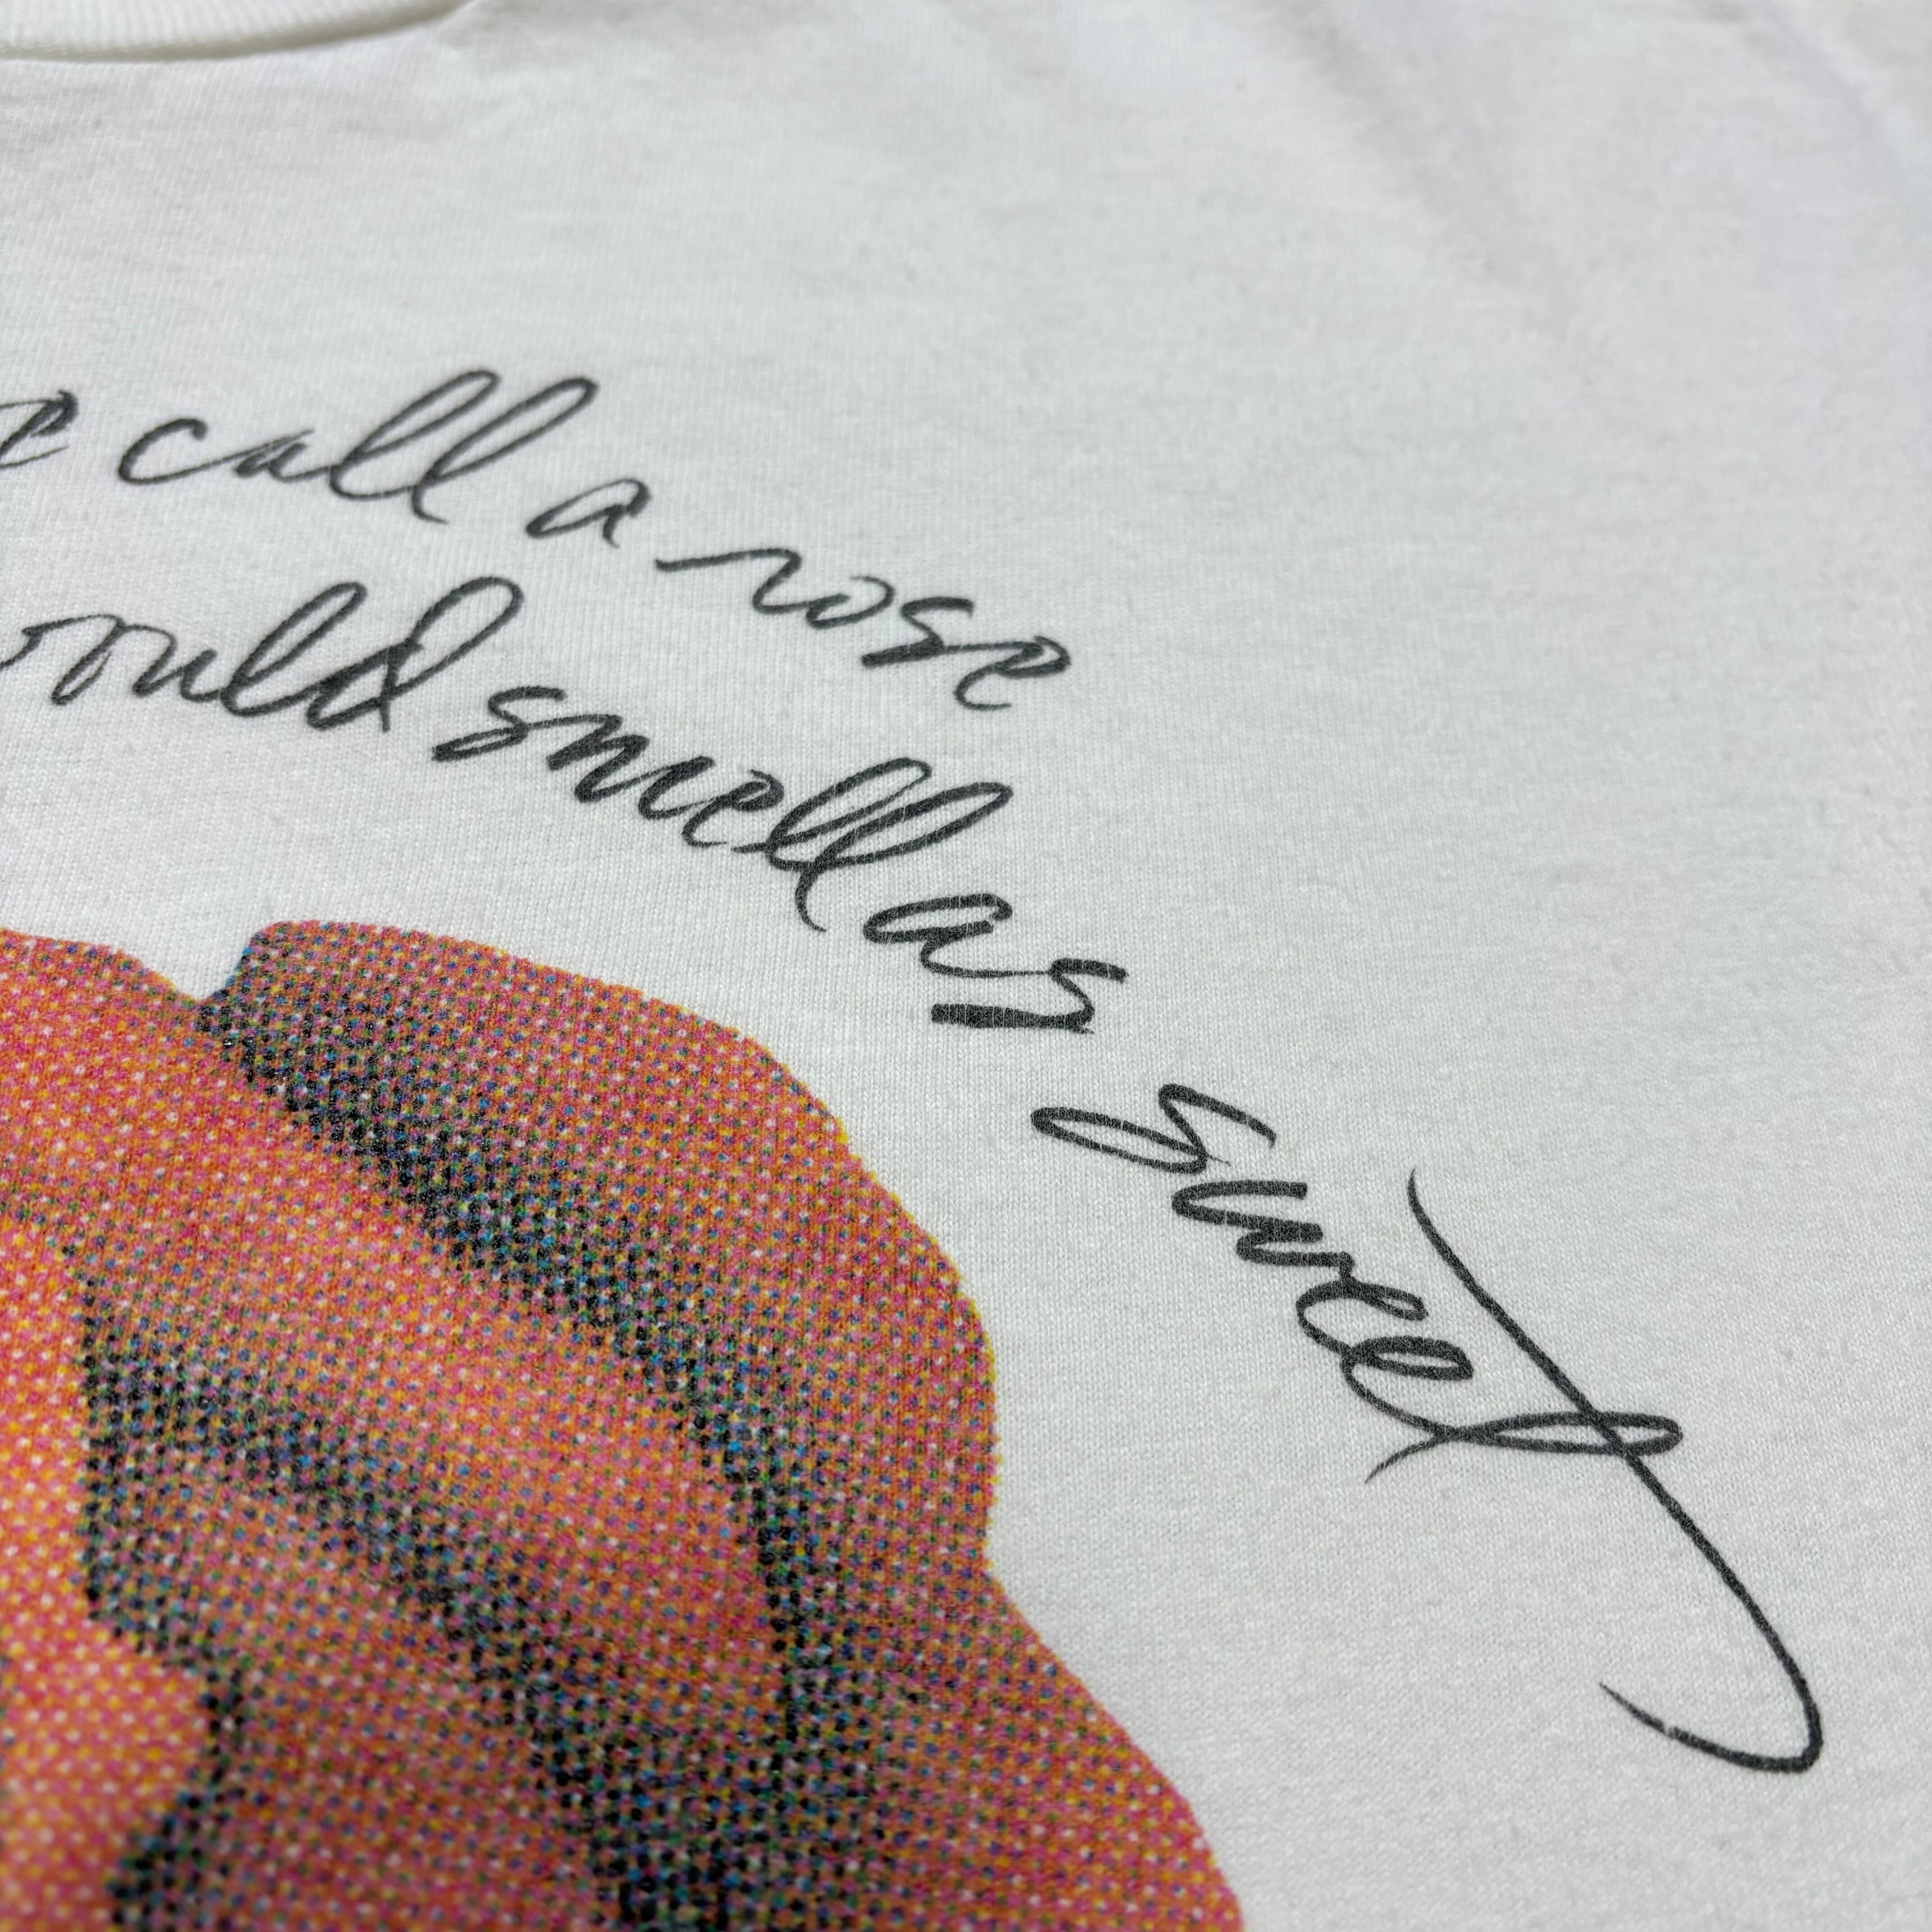 e call a rose
ould smell as sweet